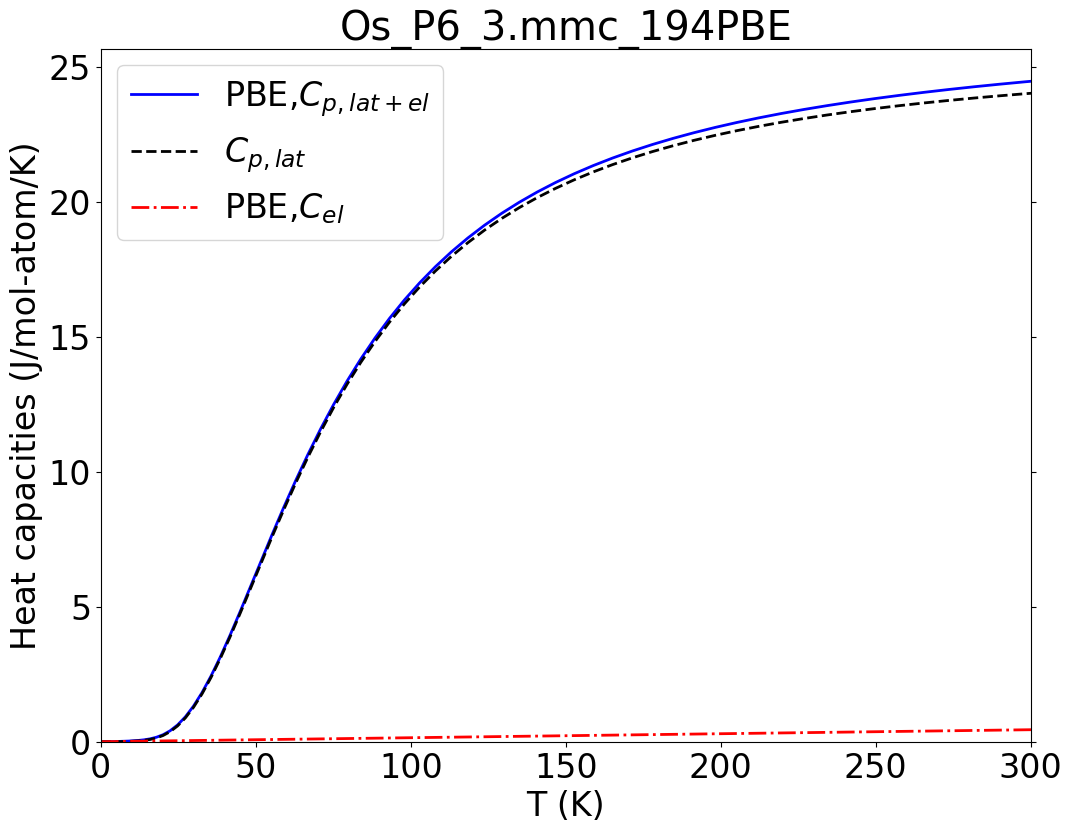 Os_P6_3.mmc_194PBE
PBE,C_{p,lat+el}
C_{p,lat}
PBE,C_{el}
Heat capacities (J/mol-atom/K)
25
20
15
10
5
0
0 50 100 150 200 250 300
T (K)